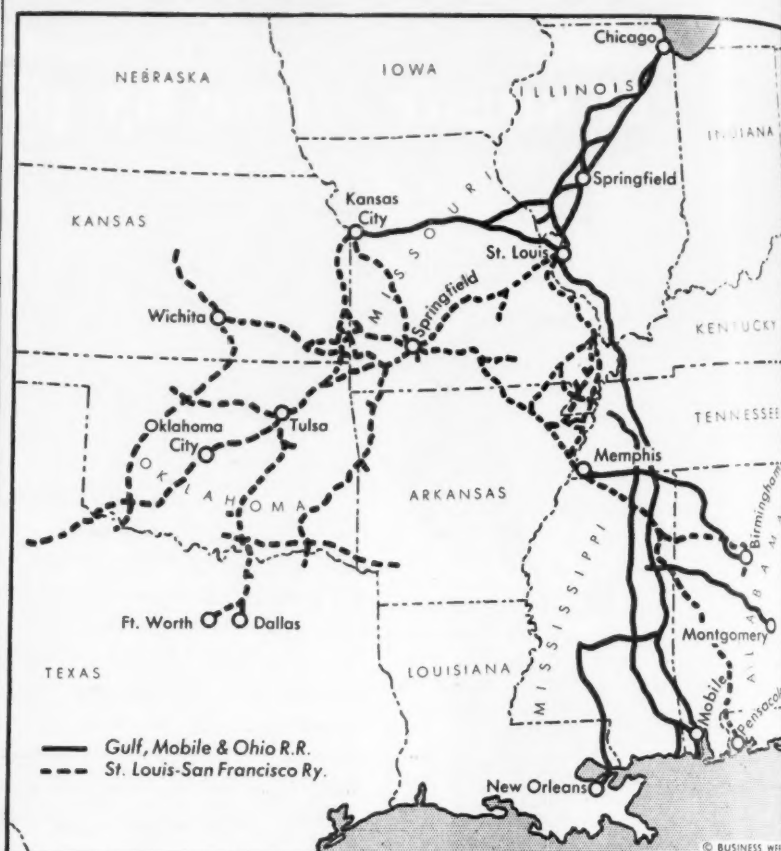 Chicago
NEBRASKA
IOWA
ILLINOIS
INDIANA
Springfield
KANSAS
Kansas City
MISSOURI
St. Louis
Wichita
Springfield
KENTUCKY
Oklahoma City
Tulsa
TENNESSEE
OKLAHOMA
Memphis
ARKANSAS
Birmingham
MISSISSIPPI
ALABAMA
Ft. Worth
Dallas
Montgomery
TEXAS
LOUISIANA
Mobile
Pensaco
Gulf, Mobile & Ohio R.R.
St. Louis-San Francisco Ry.
New Orleans
© BUSINESS WE